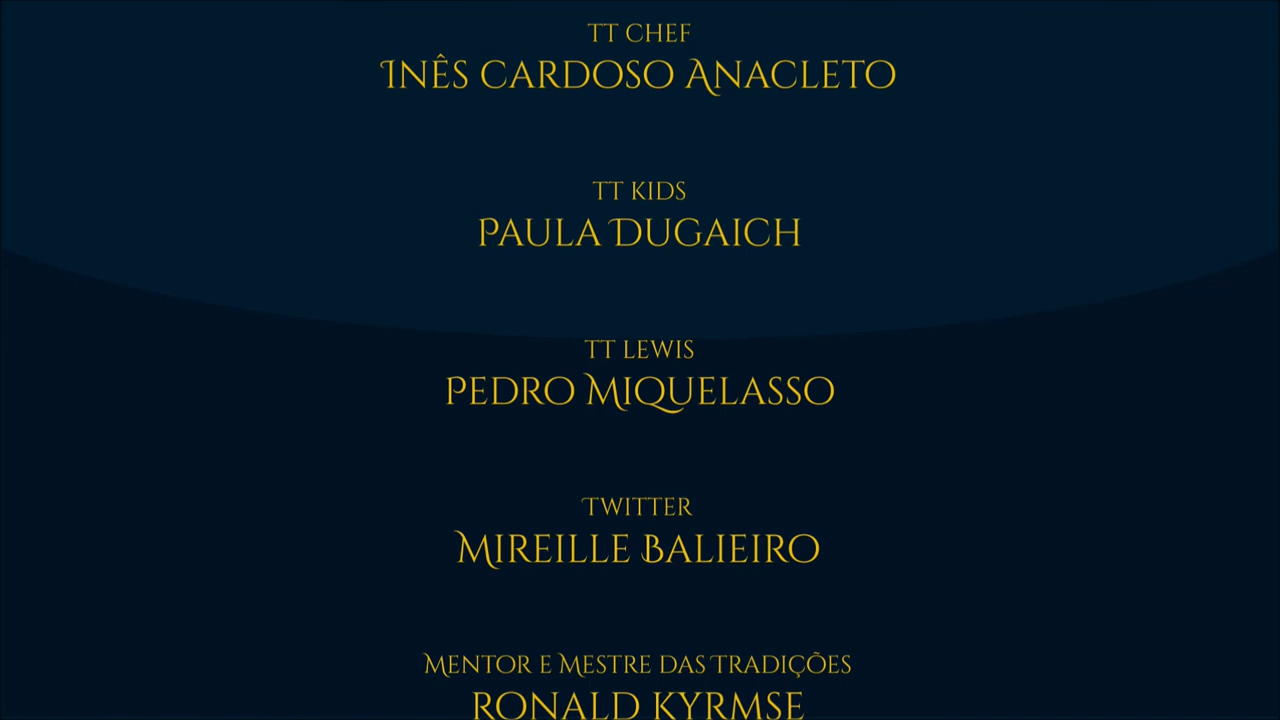 TT CHEF
INÊS CARDOSO ANACLETO
TT KIDS
PAULA DUGAICH
TT LEWIS
PEDRO MIQUELASSO
TWITTER
MIREILLE BALIEIRO
MENTOR E MESTRE DAS TRADIÇÕES
RONALD KYRMSE